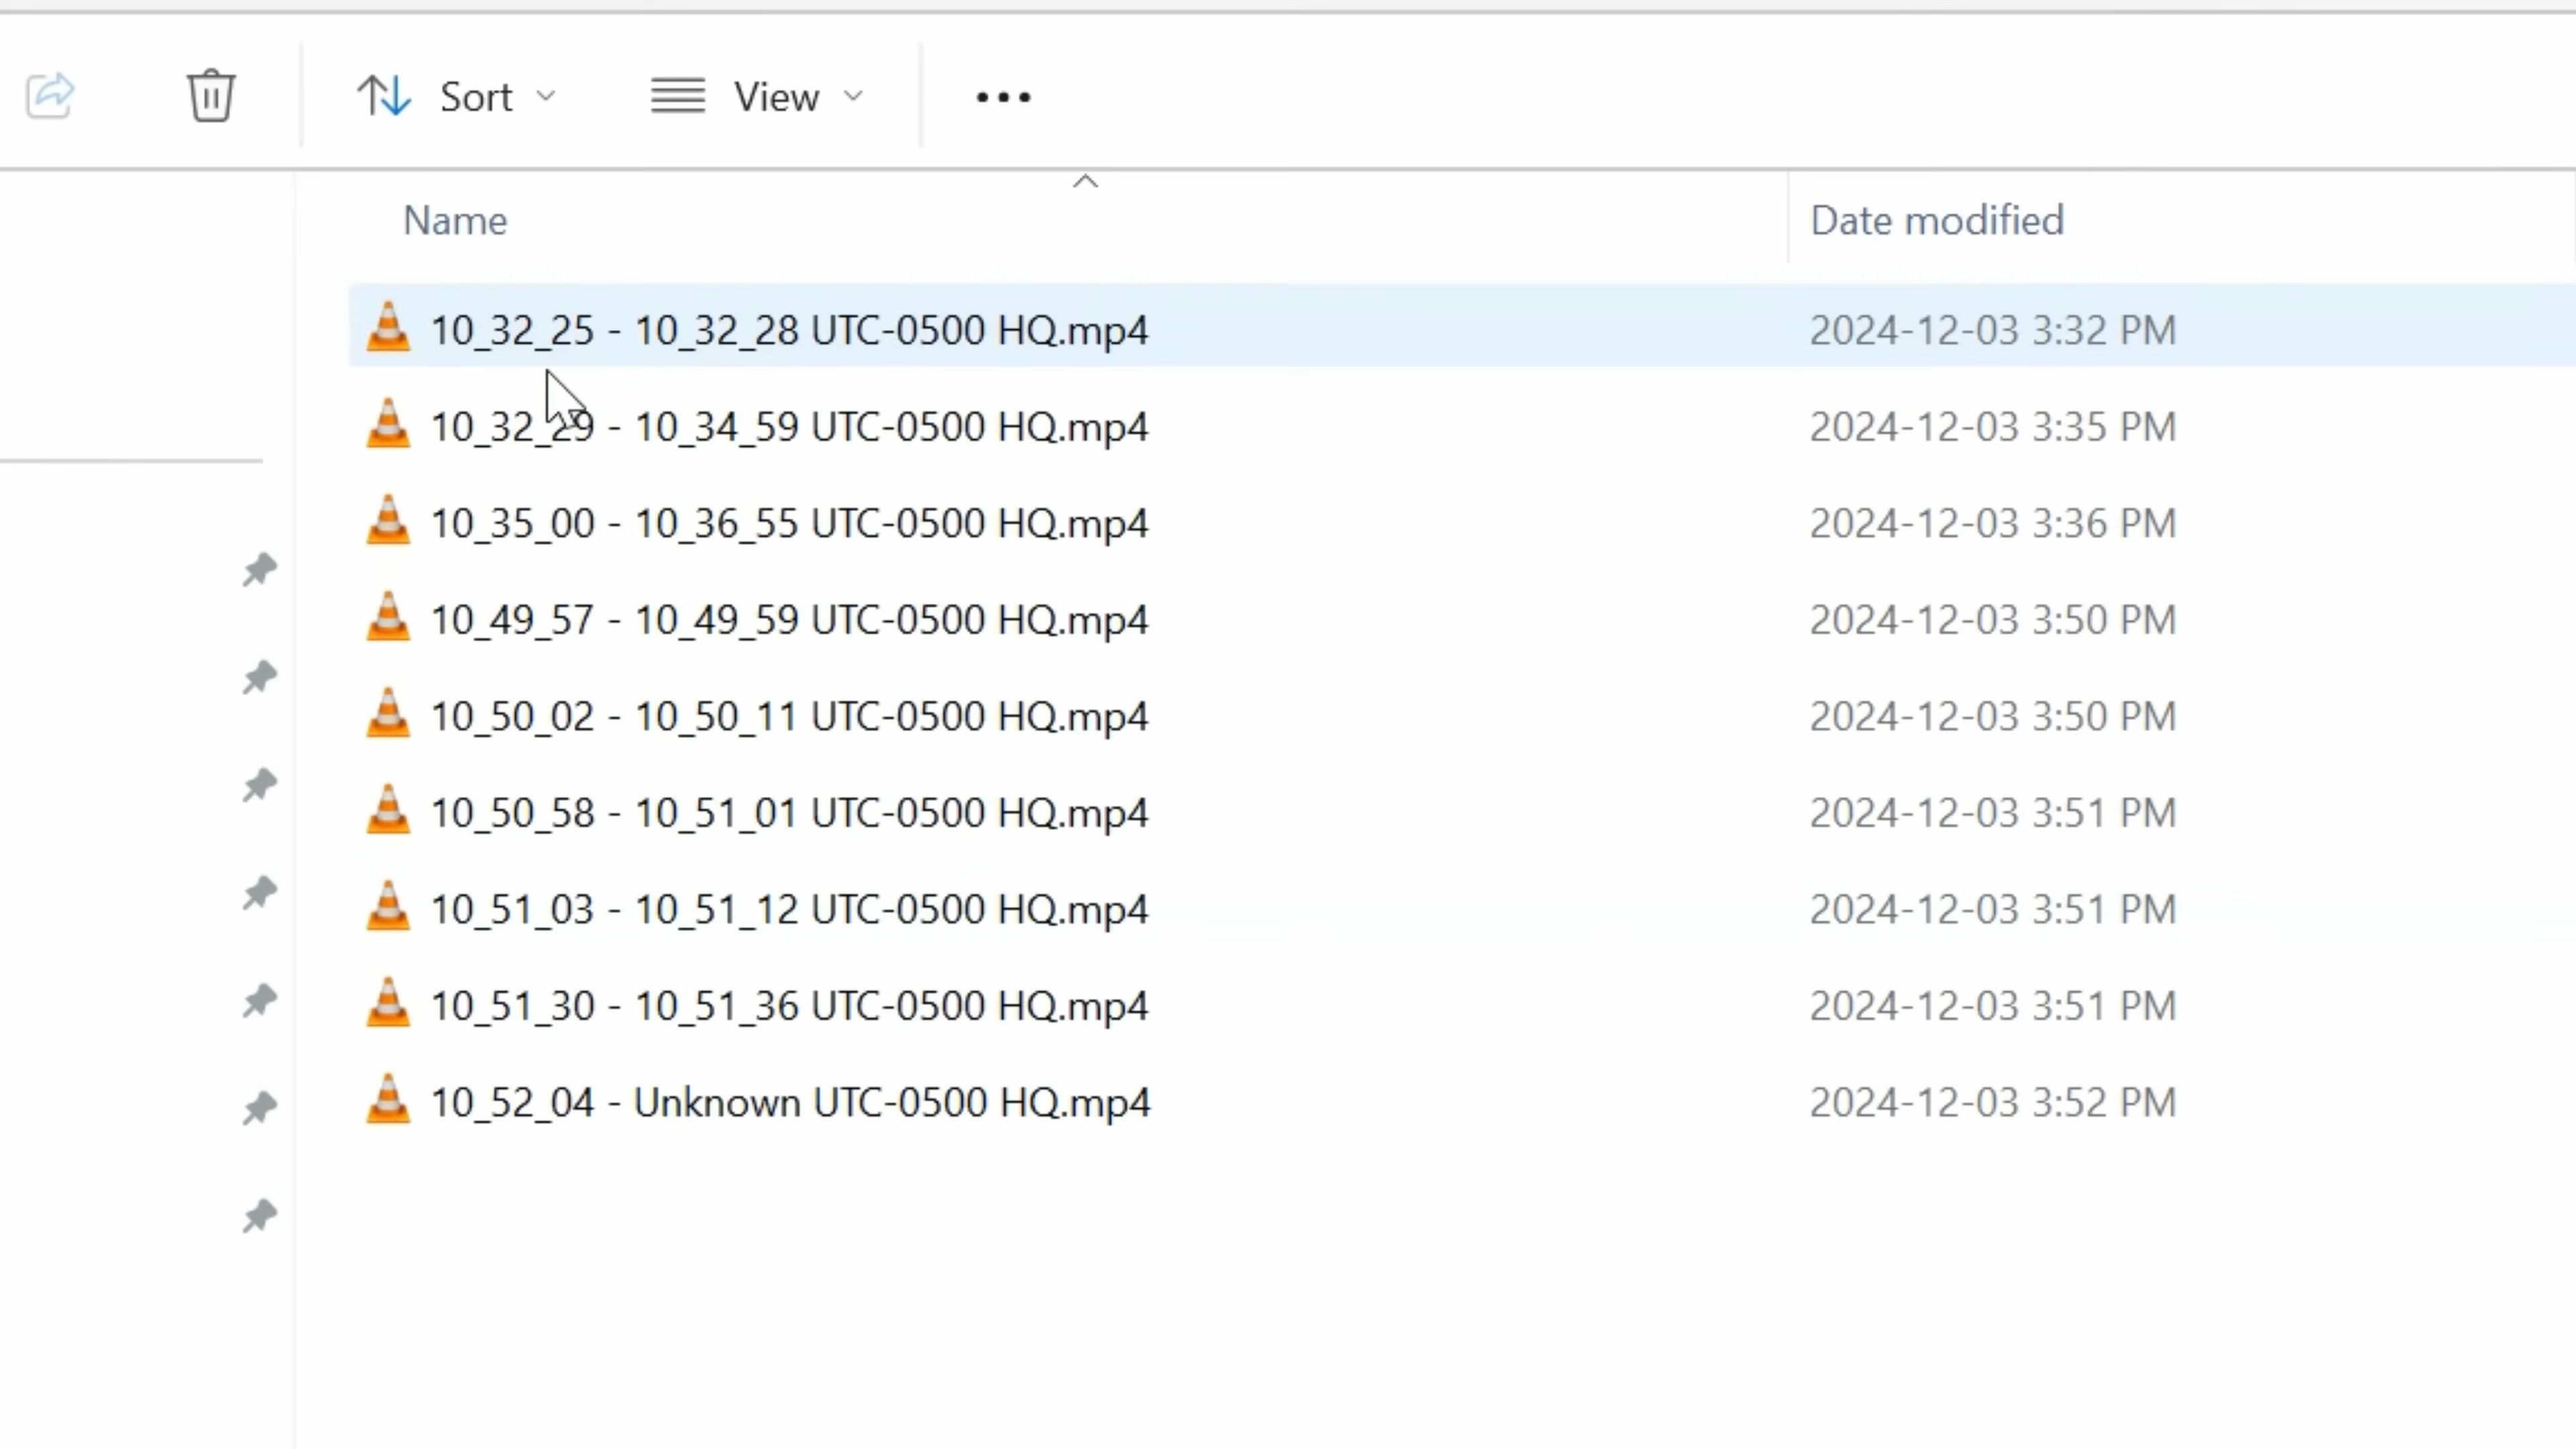 Sort View
Name Date modified
10_32_25 - 10_32_28 UTC-0500 HQ.mp4 2024-12-03 3:32 PM
10_32_29 - 10_34_59 UTC-0500 HQ.mp4 2024-12-03 3:35 PM
10_35_00 - 10_36_55 UTC-0500 HQ.mp4 2024-12-03 3:36 PM
10_49_57 - 10_49_59 UTC-0500 HQ.mp4 2024-12-03 3:50 PM
10_50_02 - 10_50_11 UTC-0500 HQ.mp4 2024-12-03 3:50 PM
10_50_58 - 10_51_01 UTC-0500 HQ.mp4 2024-12-03 3:51 PM
10_51_03 - 10_51_12 UTC-0500 HQ.mp4 2024-12-03 3:51 PM
10_51_30 - 10_51_36 UTC-0500 HQ.mp4 2024-12-03 3:51 PM
10_52_04 - Unknown UTC-0500 HQ.mp4 2024-12-03 3:52 PM